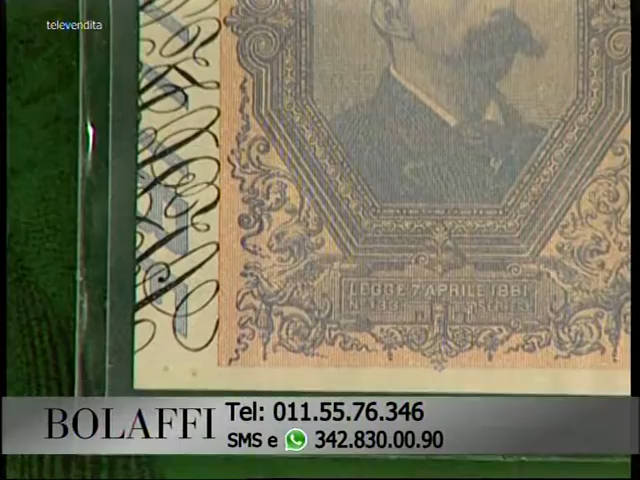 televendita
LEGGE 7 APRILE 1881
BOLAFFI
Tel: 011.55.76.346
SMS e 342.830.00.90